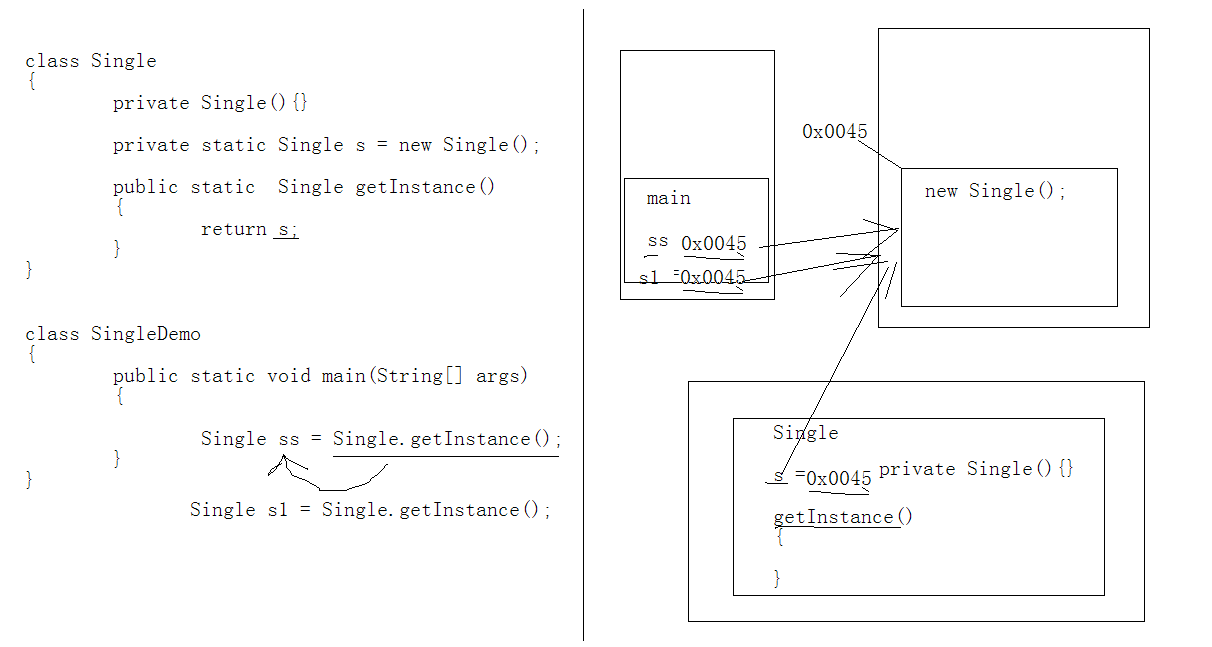 class Single
{
private Single(){}
private static Single s = new Single();
public static  Single getInstance()
{
return s;
}
}
class SingleDemo
{
public static void main(String[] args)
{
Single ss = Single.getInstance();
}
}
Single s1 = Single.getInstance();
main
ss 0x0045
s1 =0x0045
0x0045
new Single();
Single
s =0x0045 private Single(){}
getInstance()
{
}